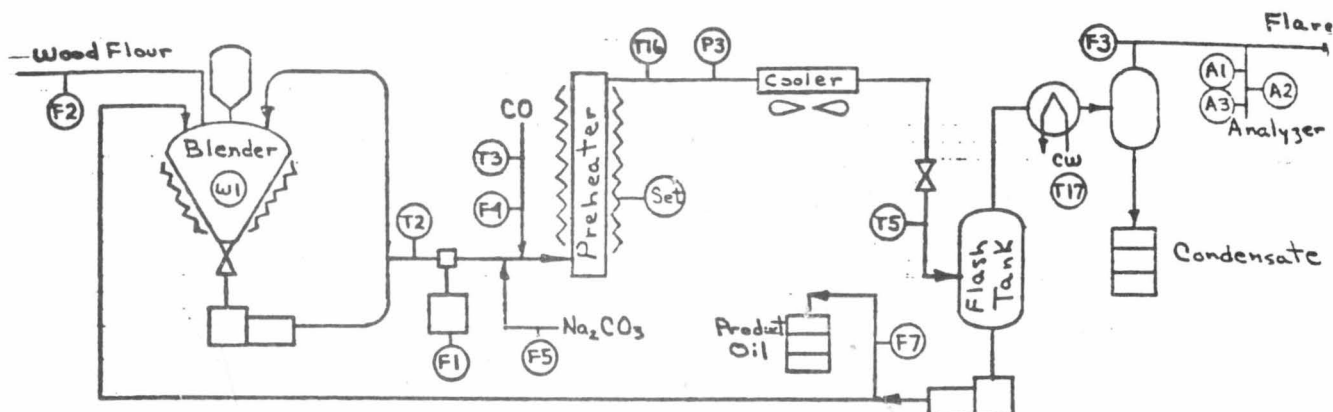 Wood Flour
F2
Blender
W1
T2
F1
CO
T3
F4
Na₂CO₃
F5
Preheater
Set
T16
P3
Cooler
T5
Flash
Tank
Product
Oil
F7
CW
T17
F3
Flare
A1
A2
A3
Analyzer
Condensate